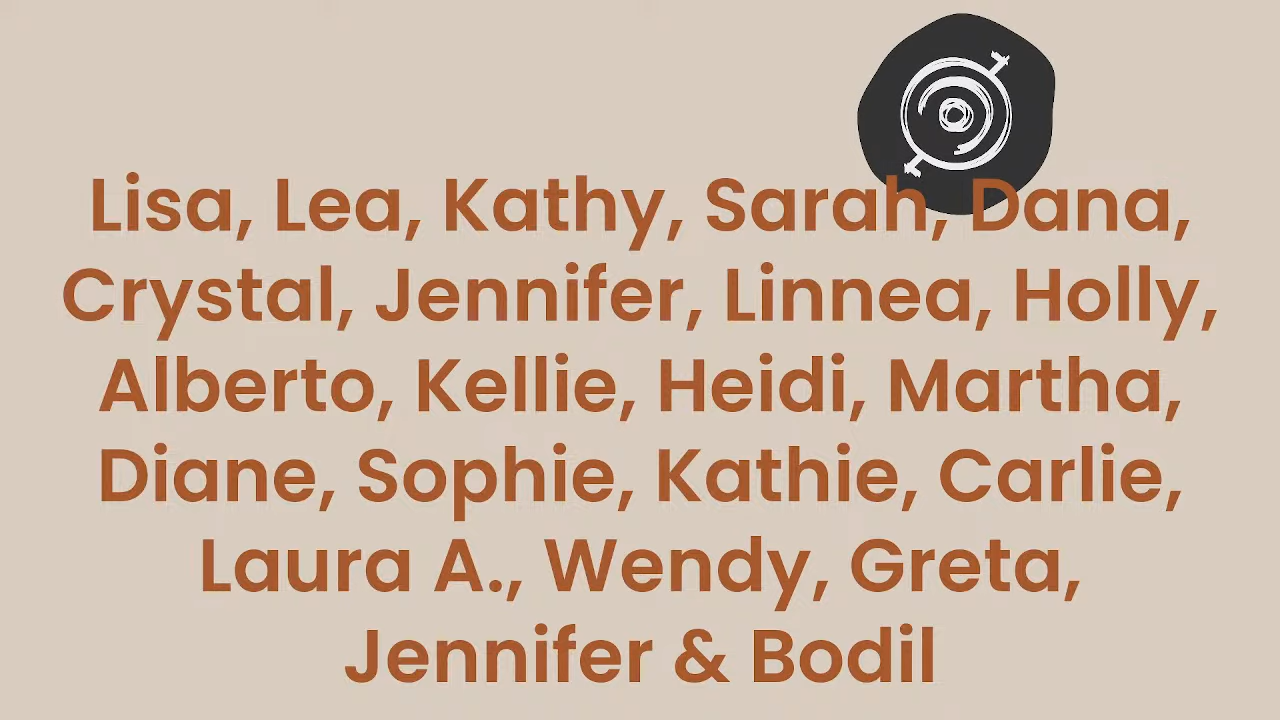 Lisa, Lea, Kathy, Sarah, Dana,
Crystal, Jennifer, Linnea, Holly,
Alberto, Kellie, Heidi, Martha,
Diane, Sophie, Kathie, Carlie,
Laura A., Wendy, Greta,
Jennifer & Bodil